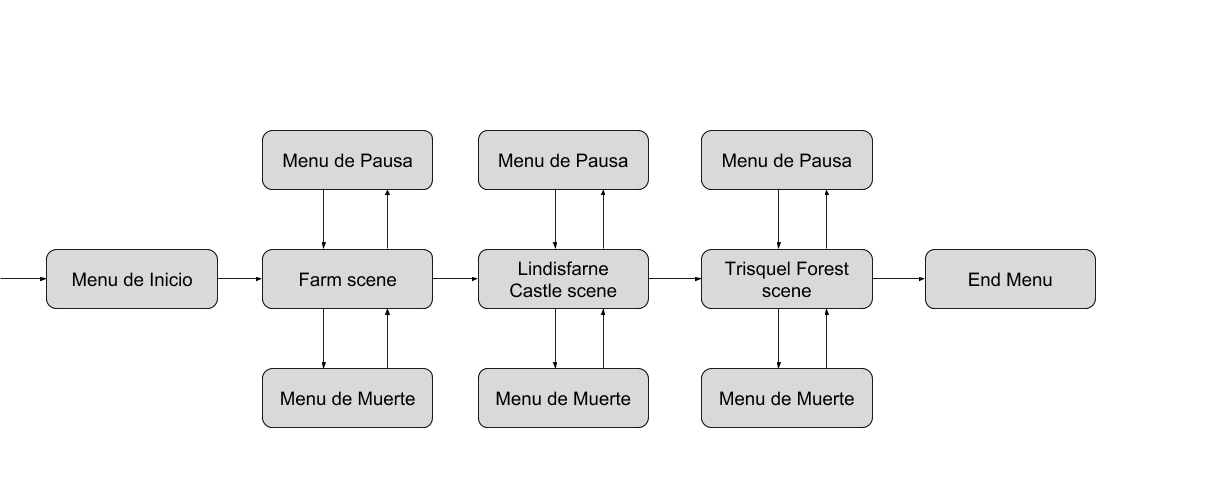 Menu de Pausa
Menu de Pausa
Menu de Pausa
Menu de Inicio
Farm scene
Lindisfarne
Castle scene
Trisquel Forest
scene
End Menu
Menu de Muerte
Menu de Muerte
Menu de Muerte